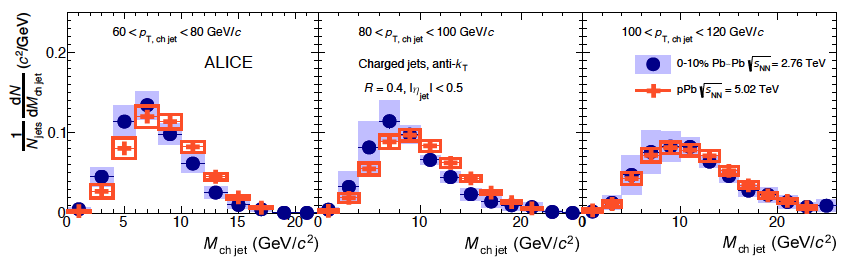 60 < p_T, ch jet < 80 GeV/c
80 < p_T, ch jet < 100 GeV/c
100 < p_T, ch jet < 120 GeV/c
ALICE
Charged jets, anti-k_T
R = 0.4, |η_jet| < 0.5
0-10% Pb-Pb √s_NN = 2.76 TeV
pPb √s_NN = 5.02 TeV
1/N_jets dN/dM_ch jet (c²/GeV)
0.2
0.1
0
0 5 10 15 20
0 10 20
0 10 20
M_ch jet (GeV/c²)
M_ch jet (GeV/c²)
M_ch jet (GeV/c²)